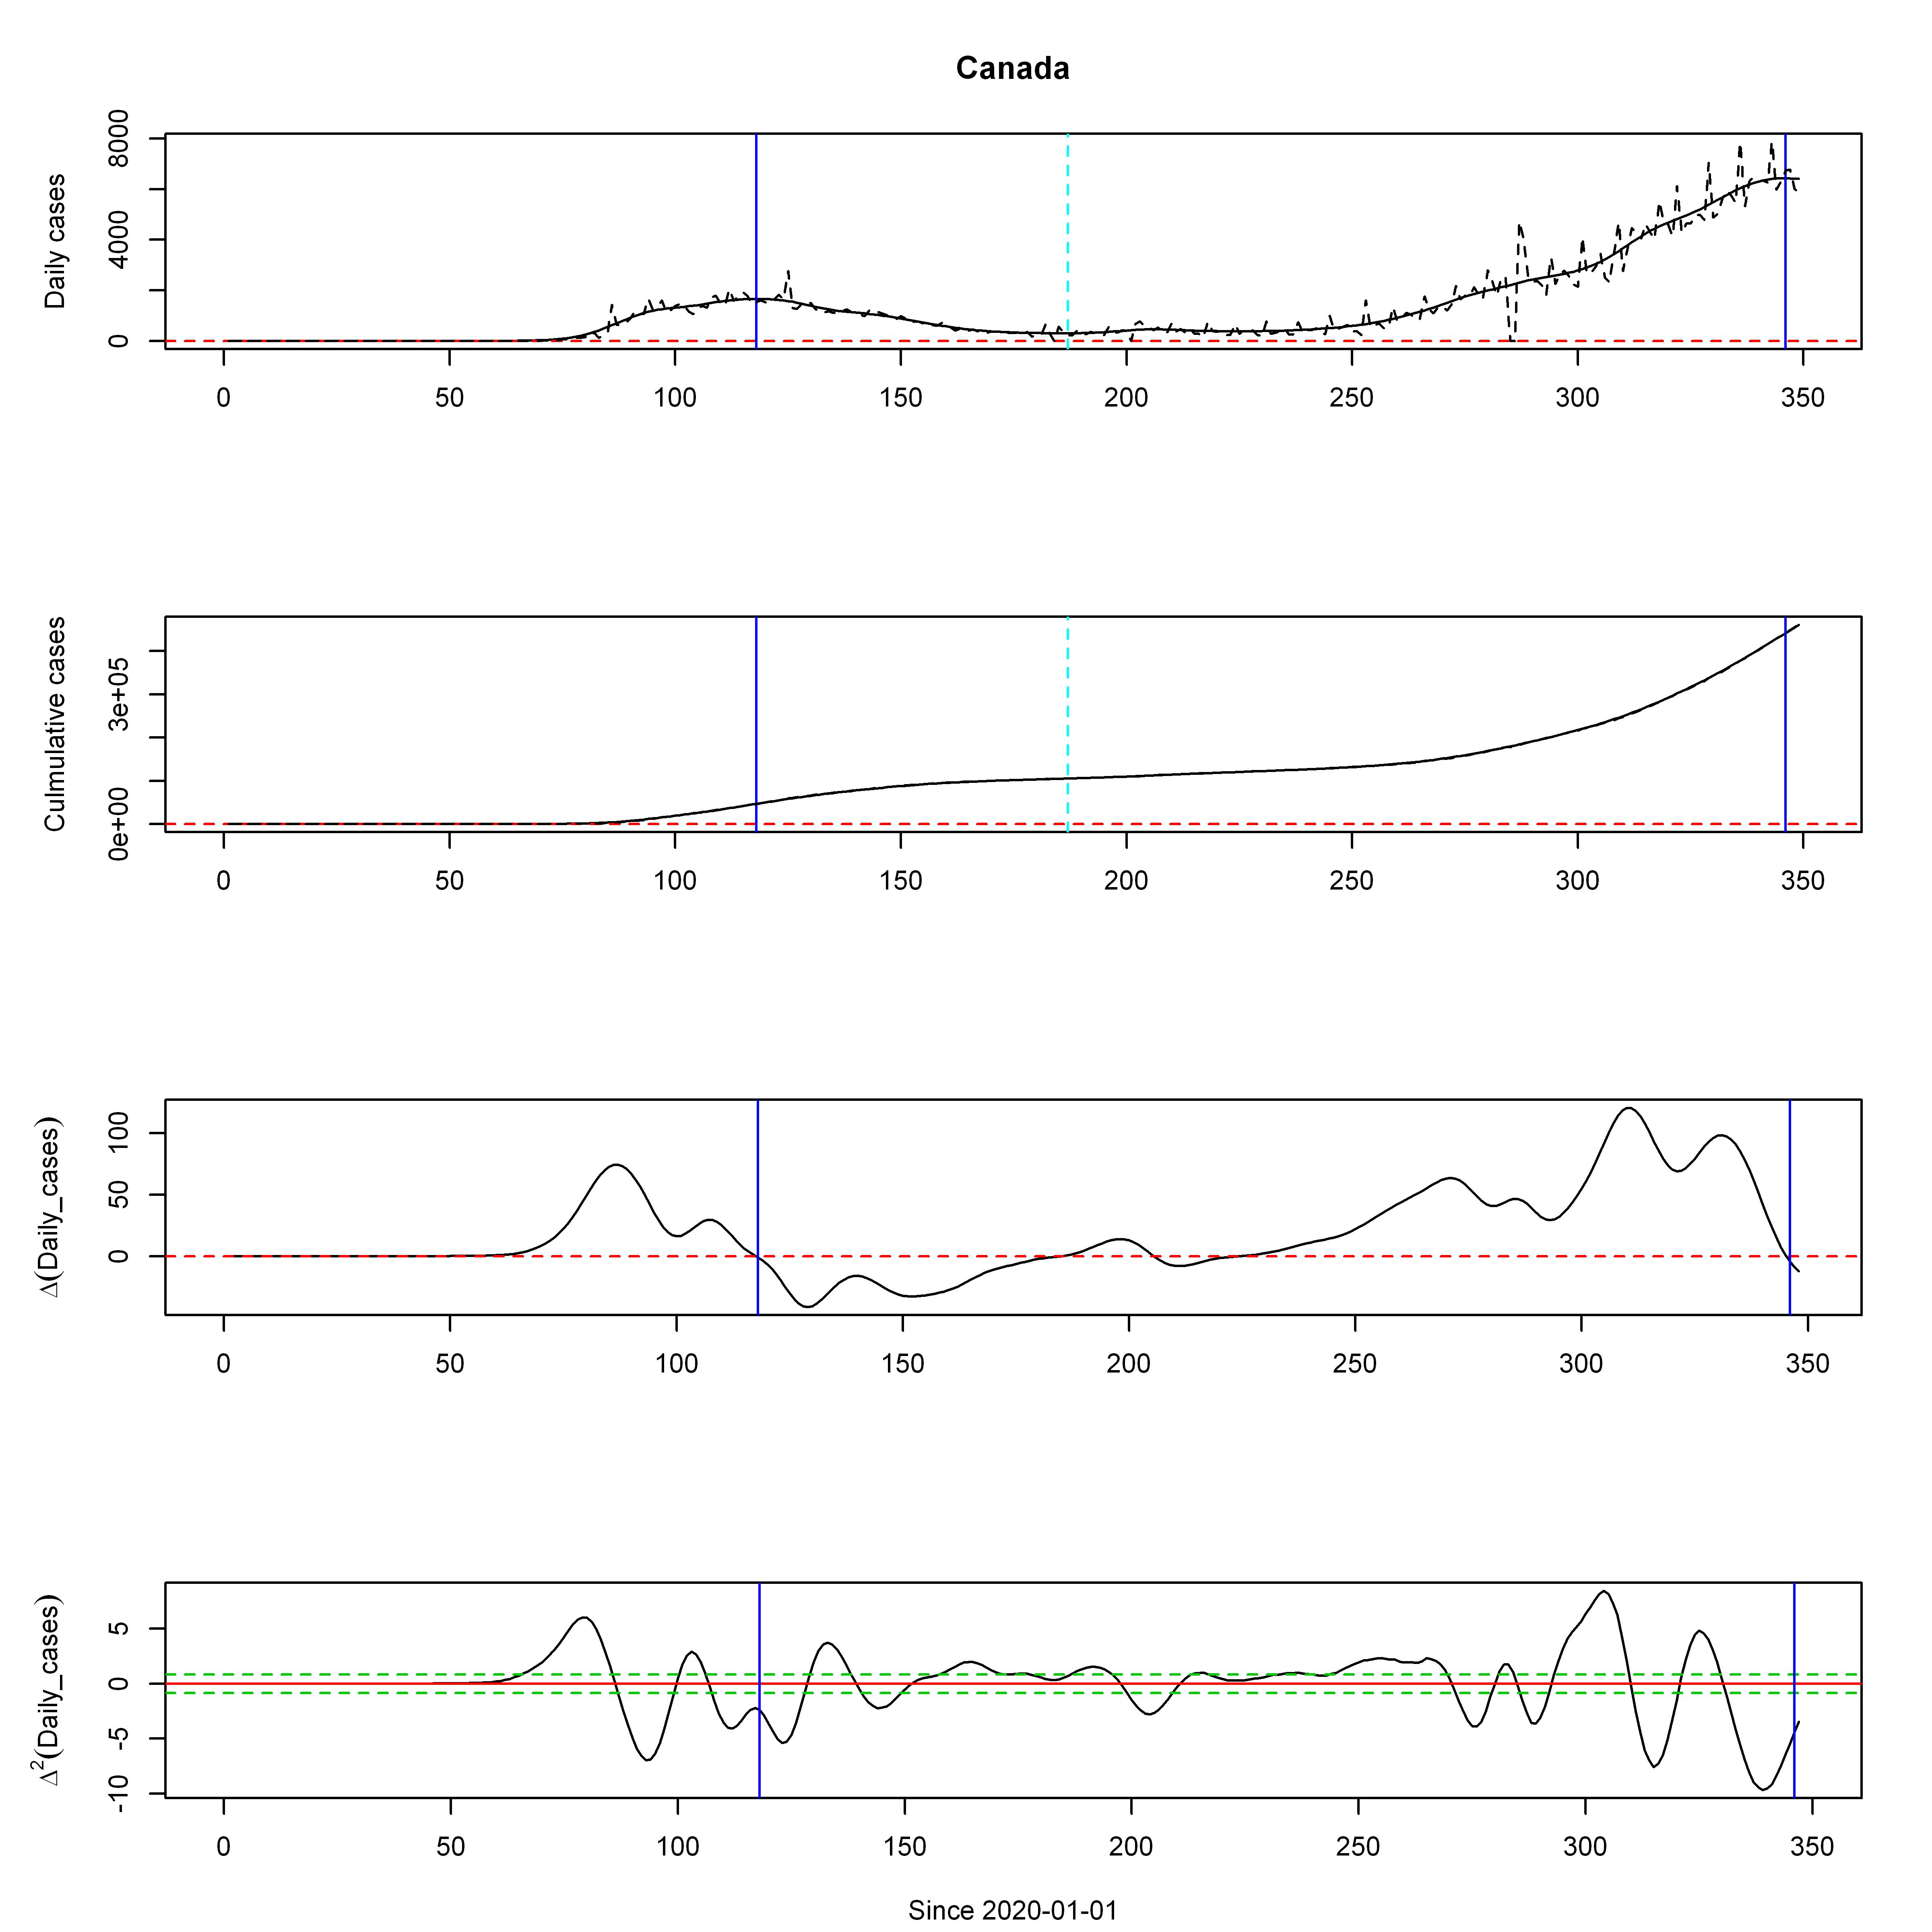 Canada
Daily cases
8000
4000
0
0 50 100 150 200 250 300 350
Culmulative cases
3e+05
0e+00
0 50 100 150 200 250 300 350
Δ(Daily_cases)
100
50
0
0 50 100 150 200 250 300 350
Δ²(Daily_cases)
5
0
-5
-10
0 50 100 150 200 250 300 350
Since 2020-01-01